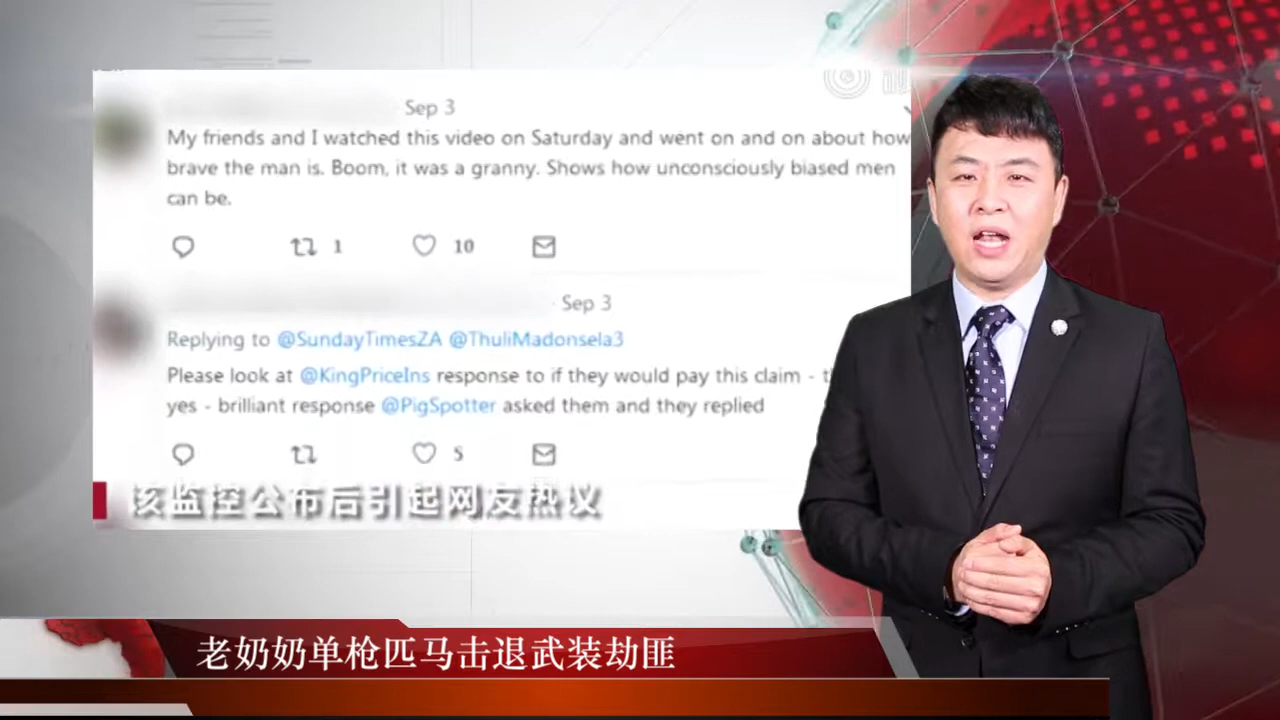 Sep 3
My friends and I watched this video on Saturday and went on and on about how
brave the man is. Boom, it was a granny. Shows how unconsciously biased men
can be.
1
10
· Sep 3
Replying to @SundayTimesZA @ThuliMadonsela3
Please look at @KingPriceIns response to if they would pay this claim -
yes - brilliant response @PigSpotter asked them and they replied
5
该监控公布后引起网友热议
老奶奶单枪匹马击退武装劫匪